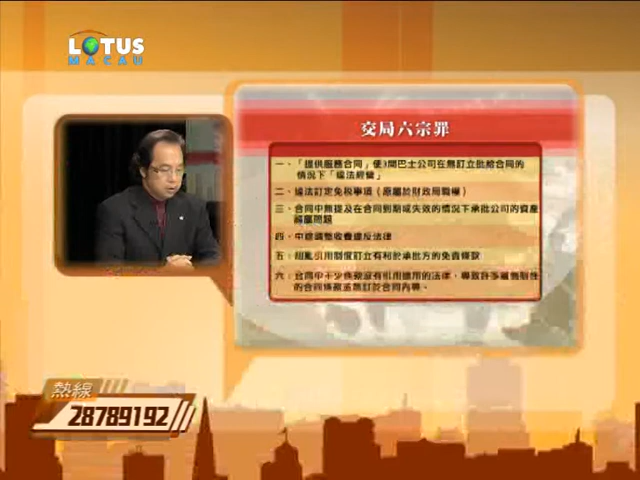 LOTUS
MACAU
交局六宗罪
一、「提供服務合同」使3間巴士公司在無訂立批給合同的
情況下「違法經營」
二、違法訂定免稅事項（原屬於財政局職權）
三、合同中無提及在合同到期或失效的情況下承批公司的資產
歸屬問題
四、中途調整收費違反法律
五、胡亂引用制度訂立有利於承批方的免責條款
六、合同中不少條款沒有引用適用的法律，導致許多強制性
的合同條款並無訂於合同內。
熱線
28789192